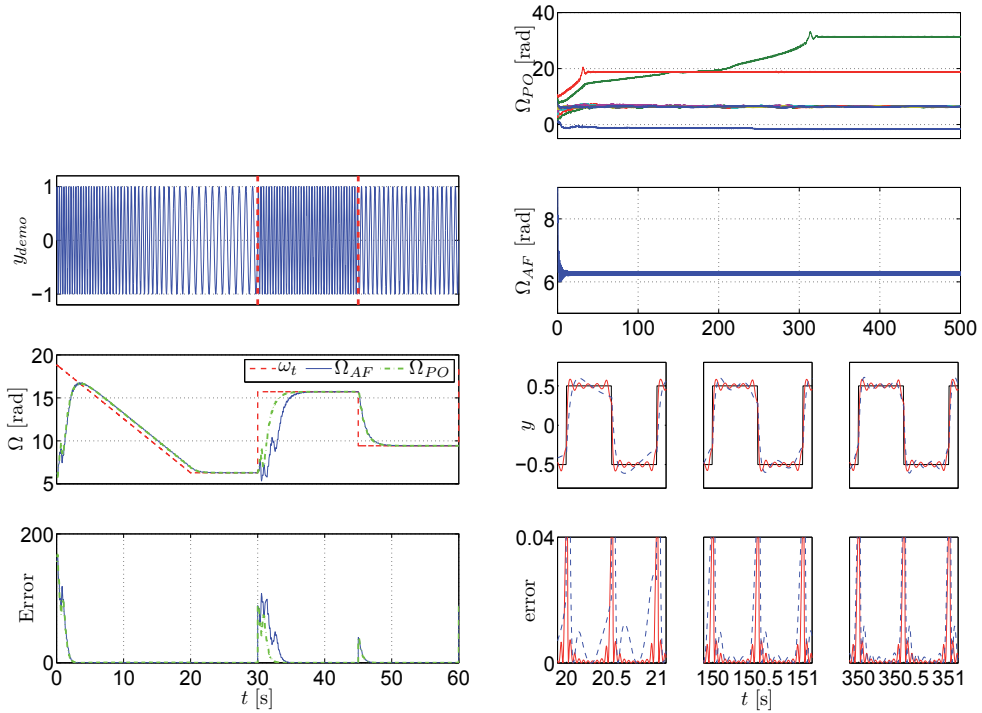 1
0
−1
y_demo
20
15
10
5
Ω [rad]
ω_t Ω_AF Ω_PO
200
0
Error
0 10 20 30 40 50 60
t [s]
40
20
0
Ω_PO [rad]
8
6
Ω_AF [rad]
0 100 200 300 400 500
0.5
0
−0.5
y
0.04
0
error
20 20.5 21 150 150.5 151 350 350.5 351
t [s]